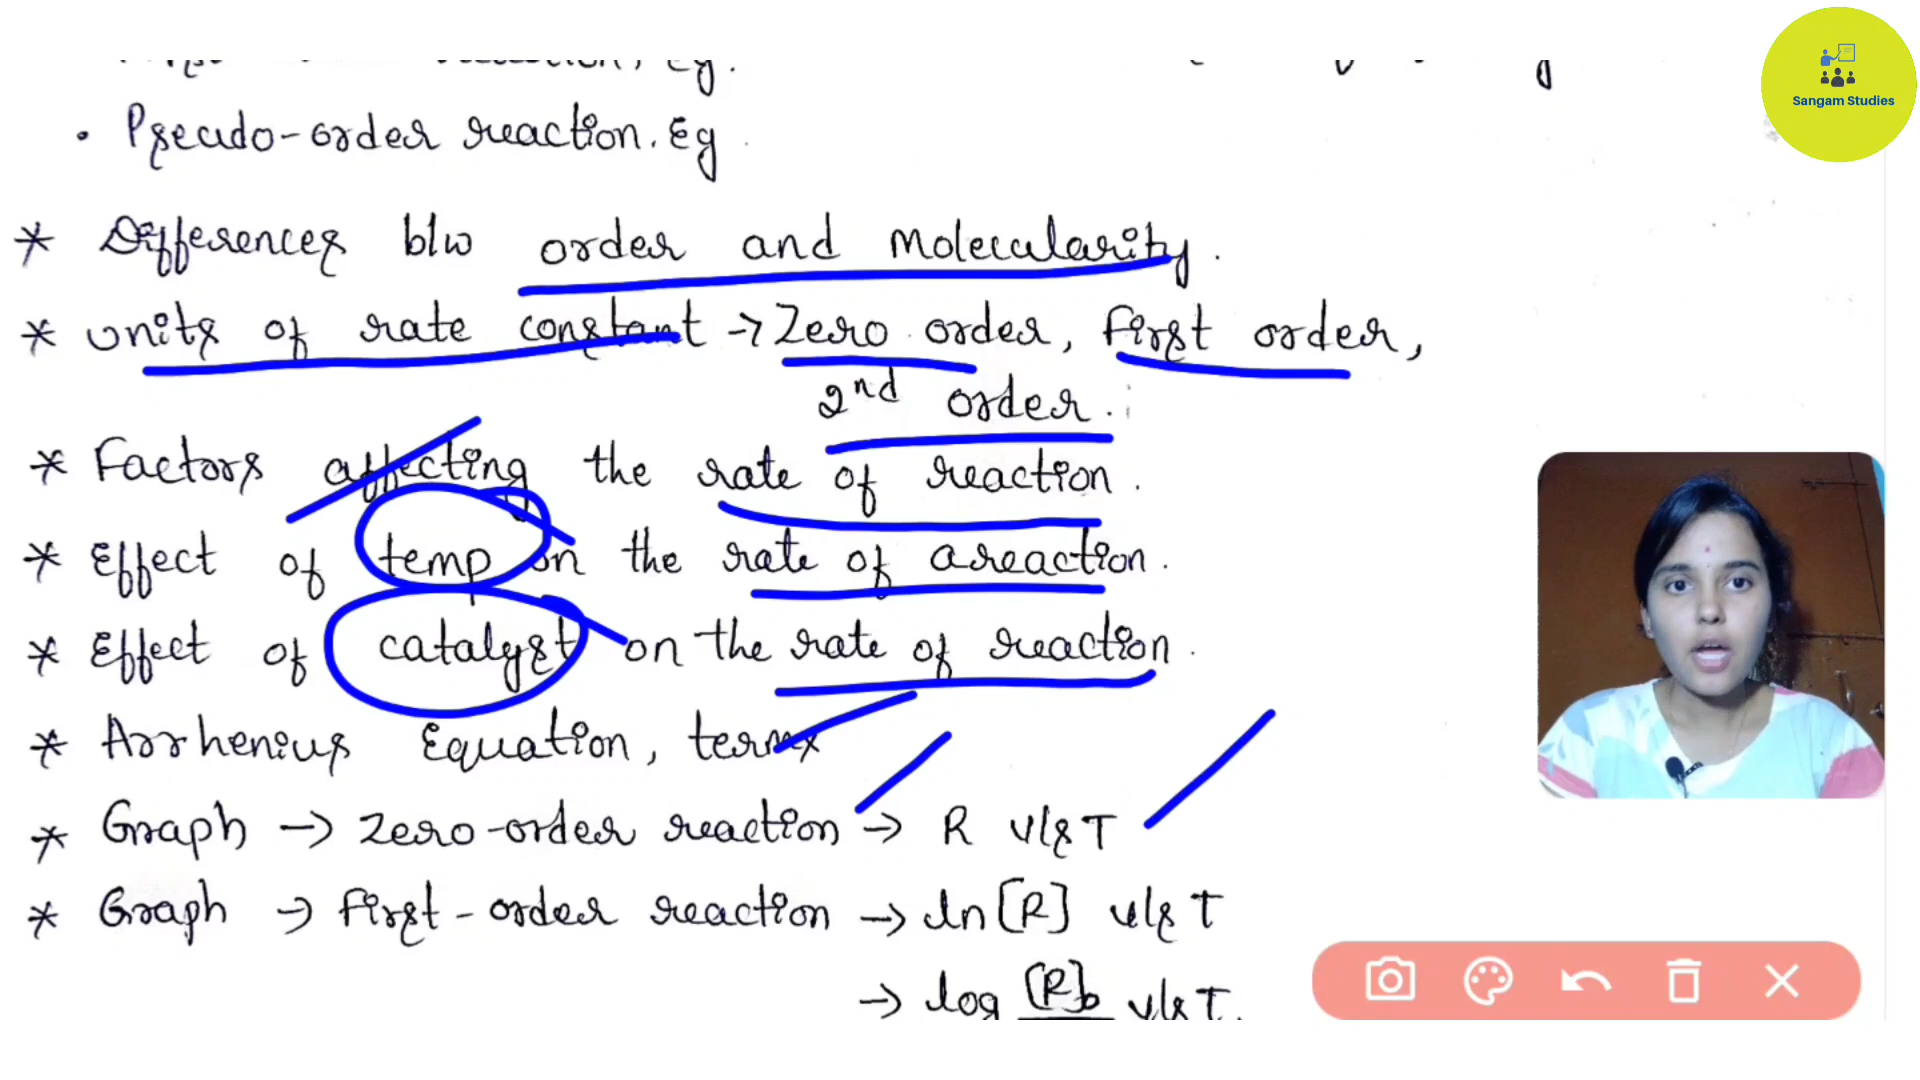 Eg.
• Pseudo-order reaction. Eg
Sangam Studies
* Differences b/w order and Molecularity.
* Units of rate constant → Zero order, First order,
2nd order.
* Factors affecting the rate of reaction.
* Effect of temp on the rate of a reaction.
* Effect of catalyst on the rate of reaction.
* Arrhenius Equation, terms
* Graph → Zero-order reaction → R v/s T
* Graph → First-order reaction → ln[R] v/s T
→ log [R]0 v/s T.